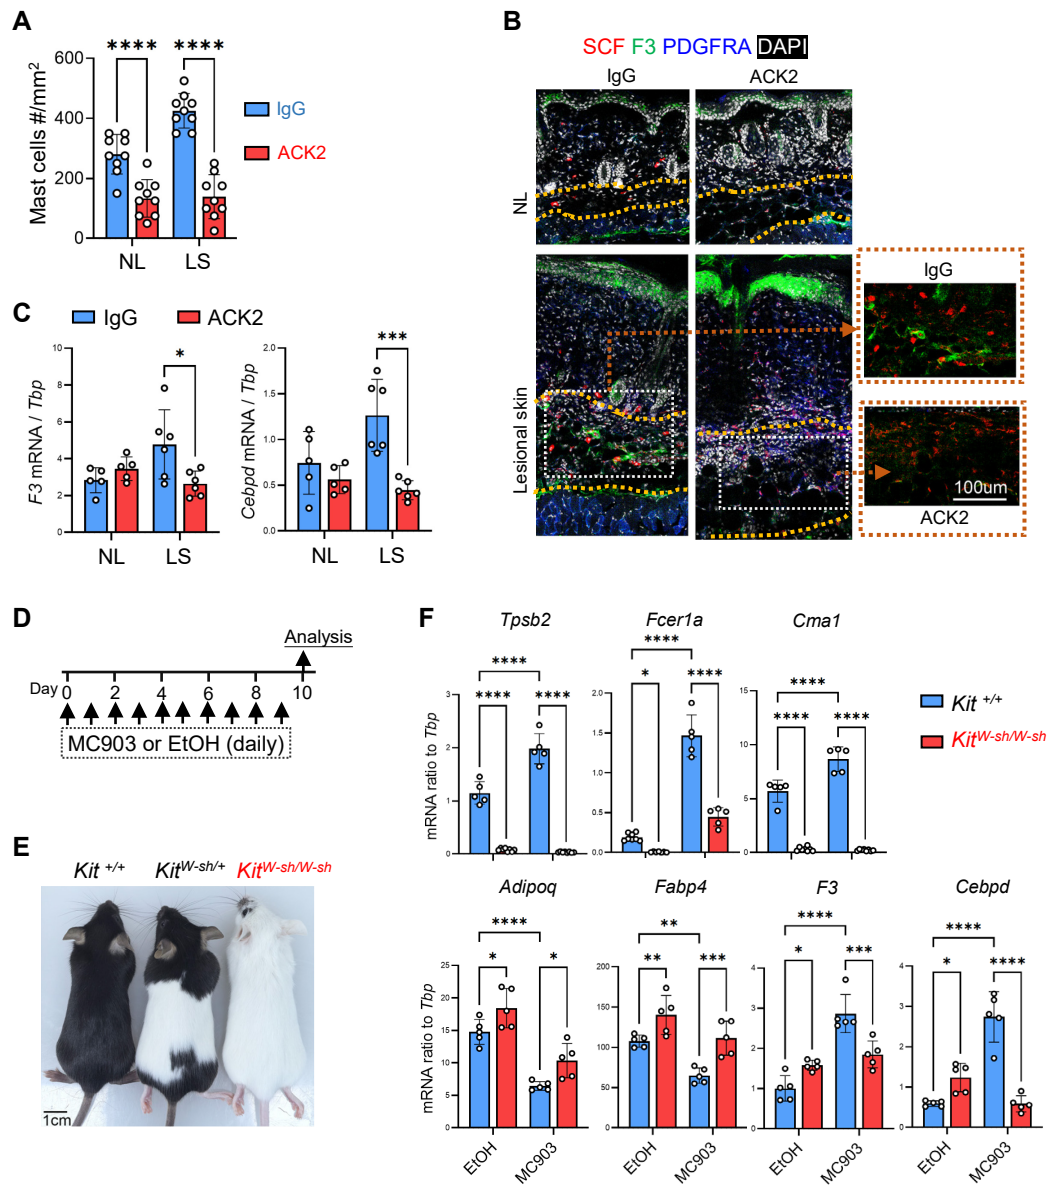 A
Mast cells #/mm2
600
400
200
0
****
****
NL
LS
IgG
ACK2
B
SCF F3 PDGFRA DAPI
IgG
ACK2
NL
Lesional skin
IgG
100um
ACK2
C
IgG
ACK2
F3 mRNA / Tbp
10
8
6
4
2
0
*
NL
LS
Cebpd mRNA / Tbp
2.0
1.5
1.0
0.5
0.0
***
NL
LS
D
Analysis
Day
0 2 4 6 8 10
MC903 or EtOH (daily)
E
Kit +/+
KitW-sh/+
KitW-sh/W-sh
1cm
F
Tpsb2
mRNA ratio to Tbp
3
2
1
0
****
****
****
Fcer1a
2.0
1.5
1.0
0.5
0.0
****
*
****
Cma1
15
10
5
0
****
****
****
Kit +/+
KitW-sh/W-sh
Adipoq
mRNA ratio to Tbp
25
20
15
10
5
0
****
*
*
EtOH
MC903
Fabp4
200
150
100
50
0
**
**
***
EtOH
MC903
F3
4
3
2
1
0
****
*
***
EtOH
MC903
Cebpd
4
3
2
1
0
****
*
****
EtOH
MC903